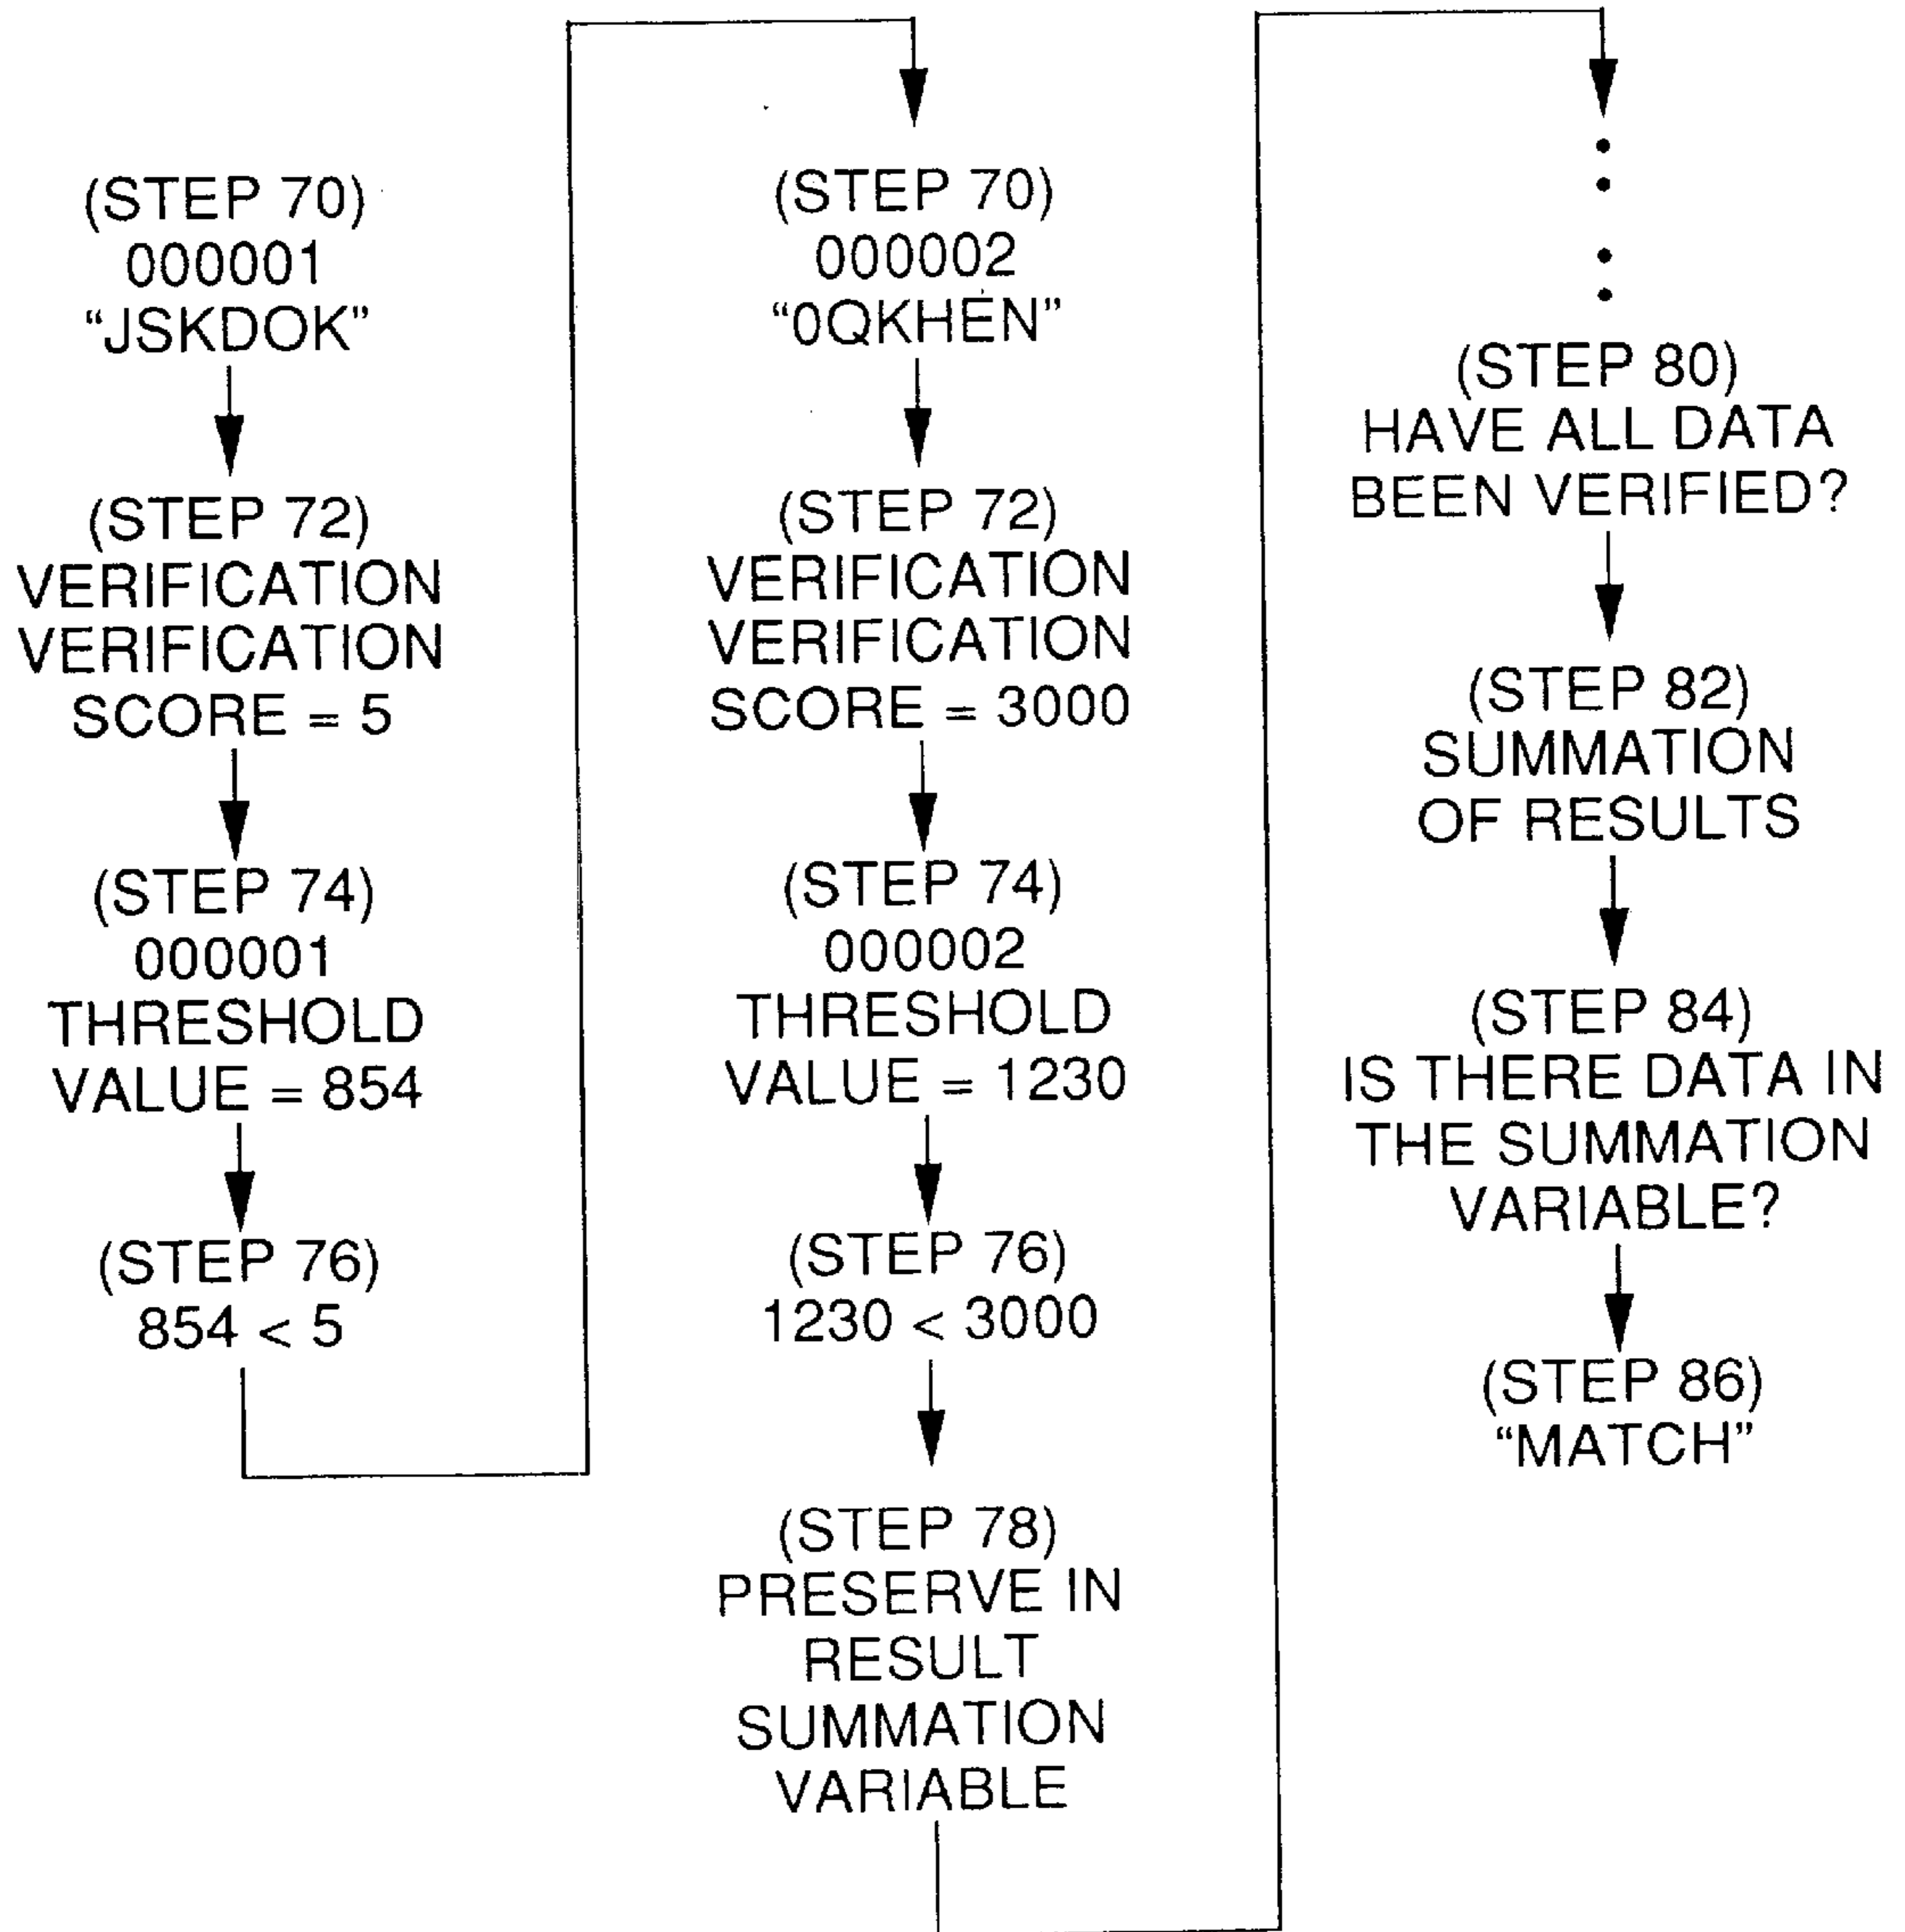 (STEP 70)
000001
“JSKDOK”
(STEP 72)
VERIFICATION
VERIFICATION
SCORE = 5
(STEP 74)
000001
THRESHOLD
VALUE = 854
(STEP 76)
854 < 5
(STEP 70)
000002
“0QKHEN”
(STEP 72)
VERIFICATION
VERIFICATION
SCORE = 3000
(STEP 74)
000002
THRESHOLD
VALUE = 1230
(STEP 76)
1230 < 3000
(STEP 78)
PRESERVE IN
RESULT
SUMMATION
VARIABLE
(STEP 80)
HAVE ALL DATA
BEEN VERIFIED?
(STEP 82)
SUMMATION
OF RESULTS
(STEP 84)
IS THERE DATA IN
THE SUMMATION
VARIABLE?
(STEP 86)
“MATCH”